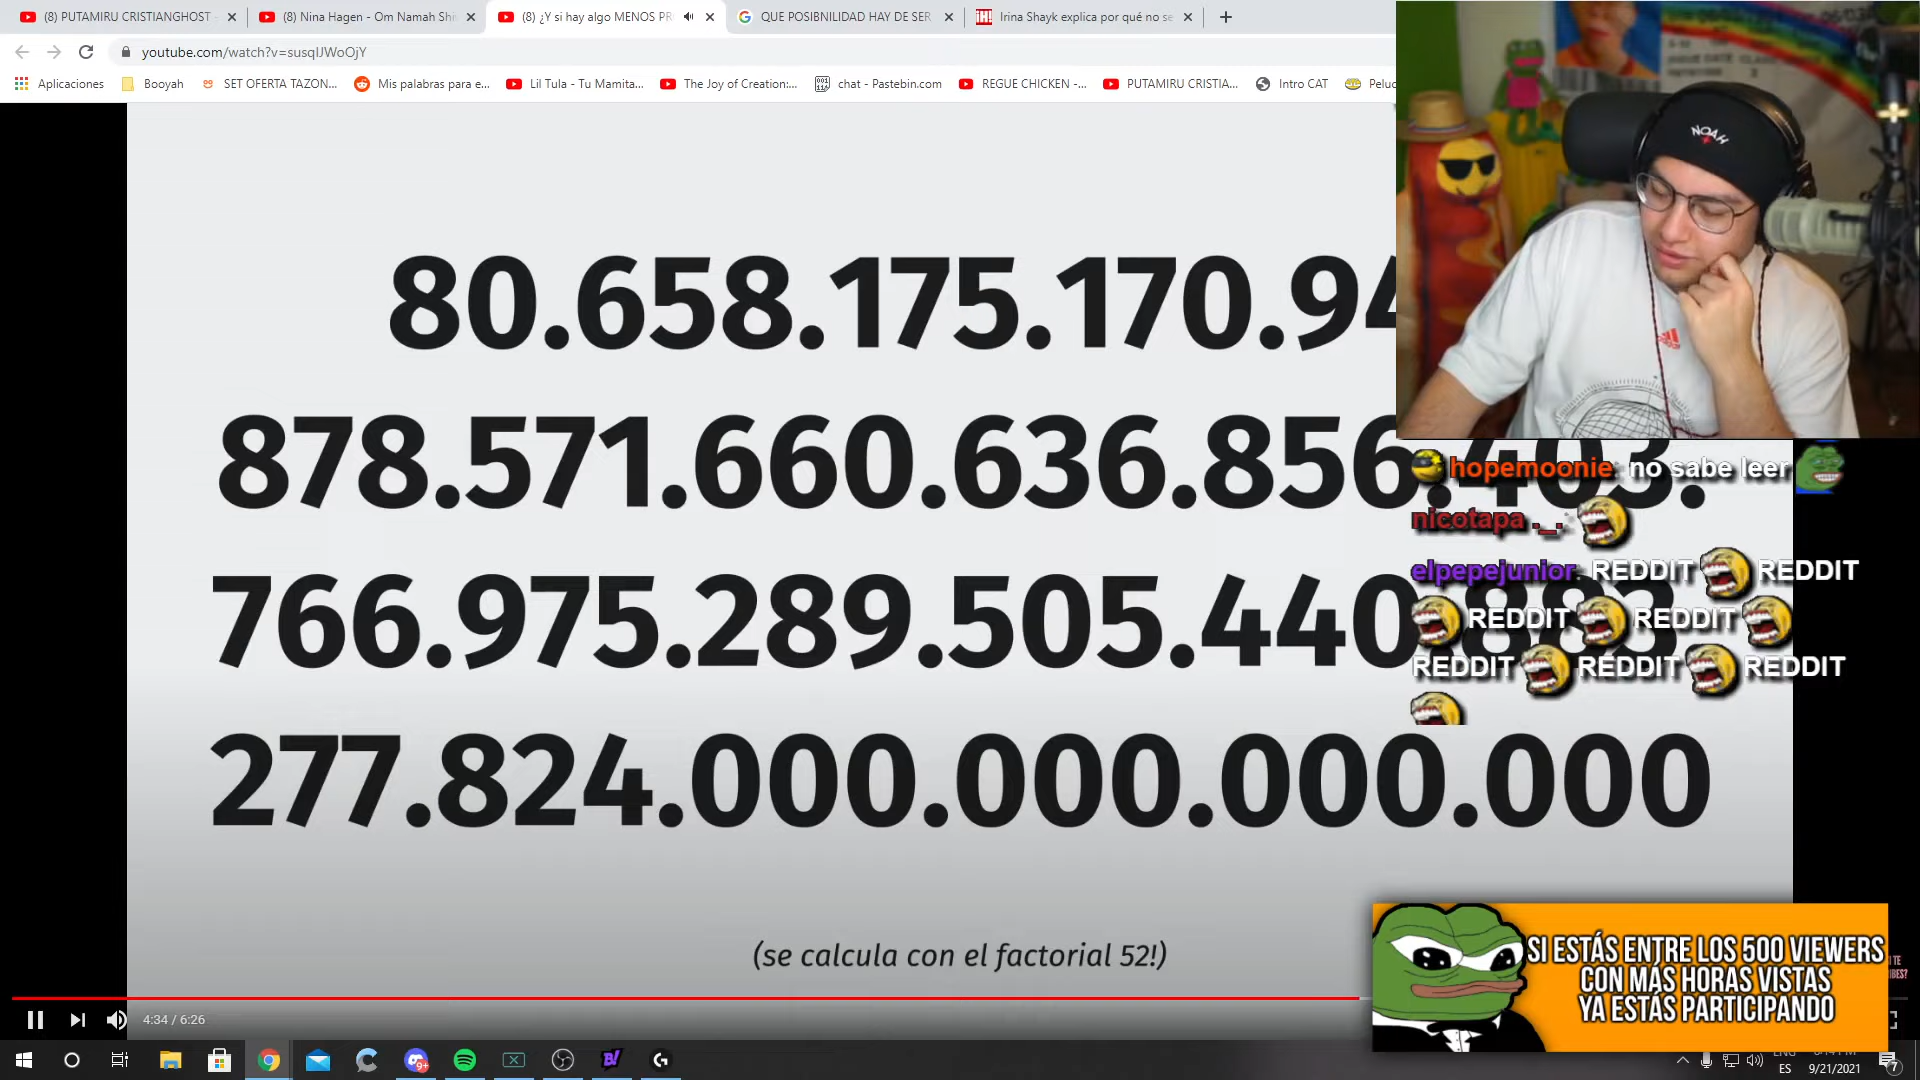 (8) PUTAMIRU CRISTIANGHOST
(8) Nina Hagen - Om Namah Shi
(8) ¿Y si hay algo MENOS PR
QUE POSIBNILIDAD HAY DE SER
Irina Shayk explica por qué no se
youtube.com/watch?v=susqIJWoOjY
Aplicaciones
Booyah
SET OFERTA TAZON...
Mis palabras para e...
Lil Tula - Tu Mamita...
The Joy of Creation:...
chat - Pastebin.com
REGUE CHICKEN -...
PUTAMIRU CRISTIA...
Intro CAT
Peluc
NOAH
80.658.175.170.94
878.571.660.636.856.403.
hopemoonie: no sabe leer
nicotapa ._.:
elpepejunior: REDDIT REDDIT
766.975.289.505.440.883
REDDIT REDDIT
REDDIT REDDIT REDDIT
277.824.000.000.000.000
(se calcula con el factorial 52!)
SI ESTÁS ENTRE LOS 500 VIEWERS
CON MÁS HORAS VISTAS
YA ESTÁS PARTICIPANDO
4:34 / 6:26
ES
9/21/2021
7